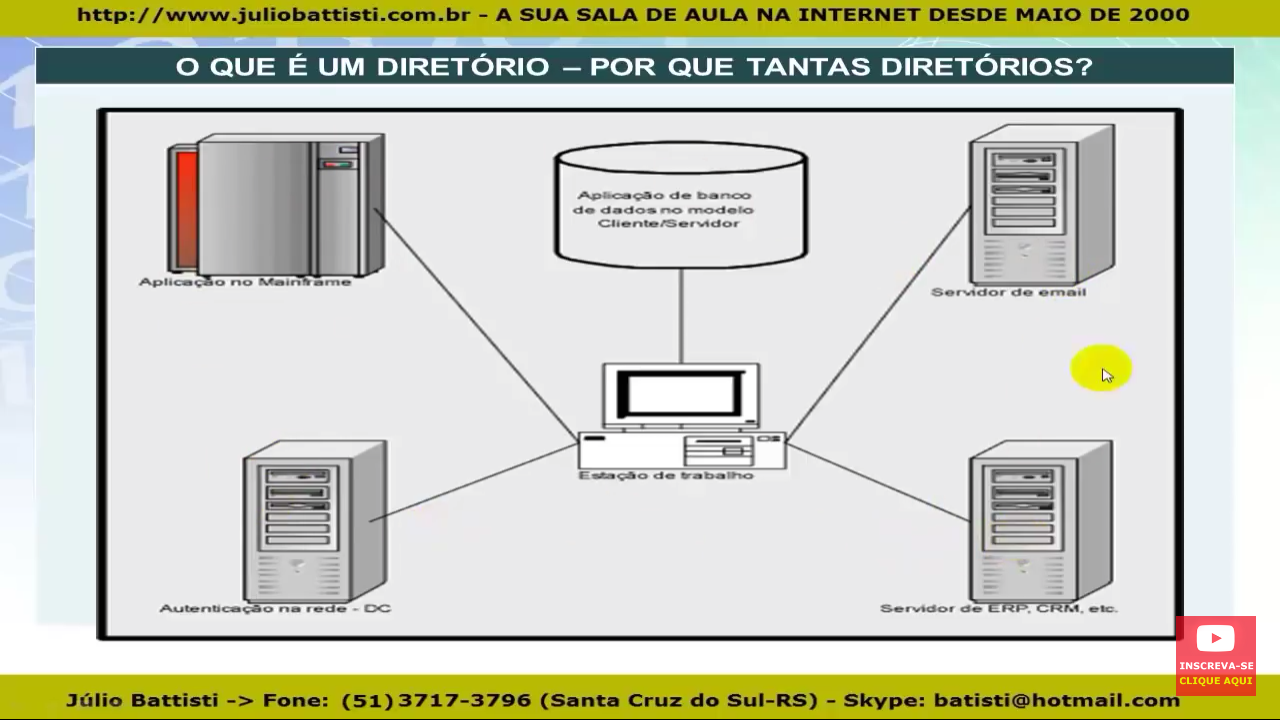 http://www.juliobattisti.com.br - A SUA SALA DE AULA NA INTERNET DESDE MAIO DE 2000
O QUE É UM DIRETÓRIO – POR QUE TANTAS DIRETÓRIOS?
Aplicação de banco
de dados no modelo
Cliente/Servidor
Aplicação no Mainframe
Servidor de email
Estação de trabalho
Autenticação na rede - DC
Servidor de ERP, CRM, etc.
INSCREVA-SE
CLIQUE AQUI
Júlio Battisti -> Fone: (51) 3717-3796 (Santa Cruz do Sul-RS) - Skype: batisti@hotmail.com